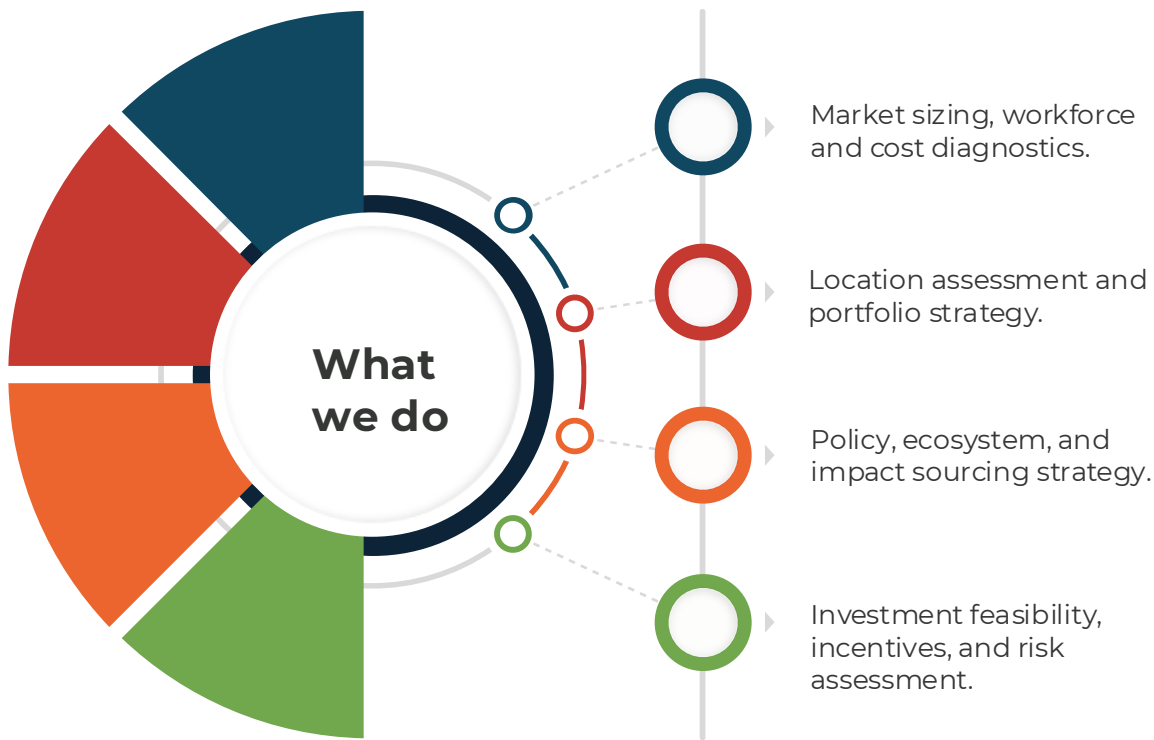 What
we do
Market sizing, workforce
and cost diagnostics.
Location assessment and
portfolio strategy.
Policy, ecosystem, and
impact sourcing strategy.
Investment feasibility,
incentives, and risk
assessment.